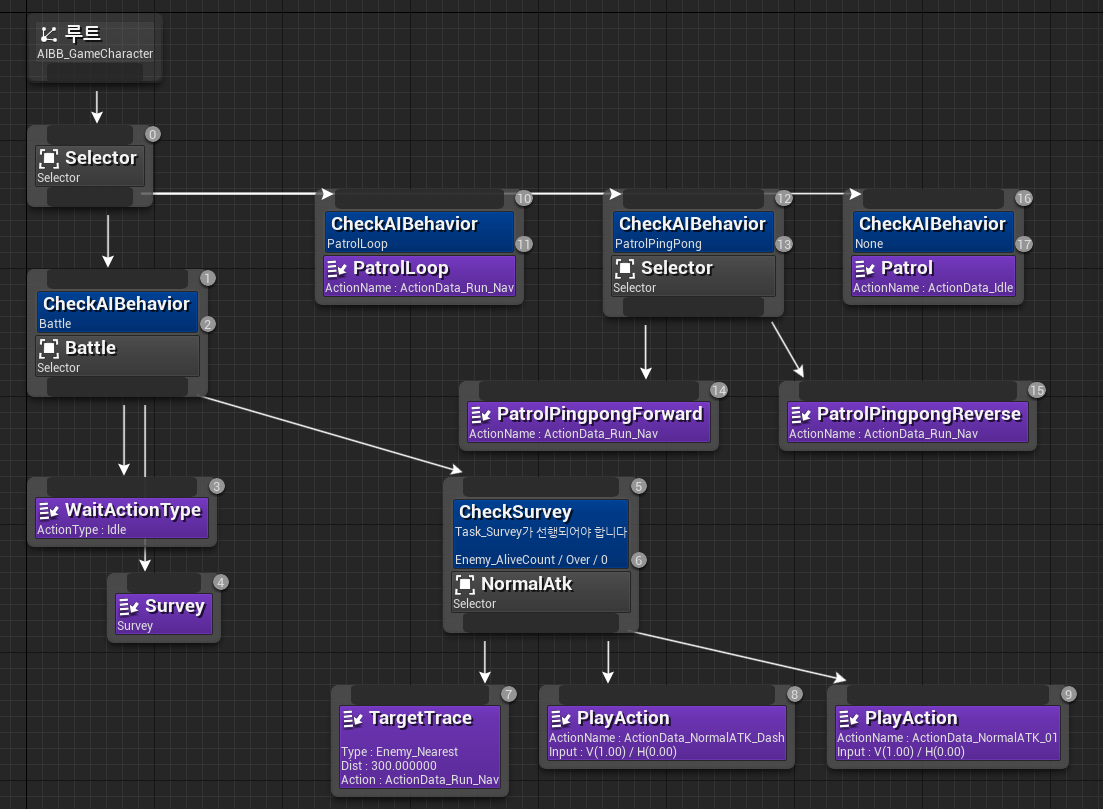 루트
AIBB_GameCharacter
0
Selector
Selector
10
CheckAIBehavior
PatrolLoop
11
PatrolLoop
ActionName : ActionData_Run_Nav
12
CheckAIBehavior
PatrolPingPong
13
Selector
Selector
16
CheckAIBehavior
None
17
Patrol
ActionName : ActionData_Idle
1
CheckAIBehavior
Battle
2
Battle
Selector
14
PatrolPingpongForward
ActionName : ActionData_Run_Nav
15
PatrolPingpongReverse
ActionName : ActionData_Run_Nav
3
WaitActionType
ActionType : Idle
4
Survey
Survey
5
CheckSurvey
Task_Survey가 선행되어야 합니다
Enemy_AliveCount / Over / 0
6
NormalAtk
Selector
7
TargetTrace
Type : Enemy_Nearest
Dist : 300.000000
Action : ActionData_Run_Nav
8
PlayAction
ActionName : ActionData_NormalATK_Dash
Input : V(1.00) / H(0.00)
9
PlayAction
ActionName : ActionData_NormalATK_01
Input : V(1.00) / H(0.00)